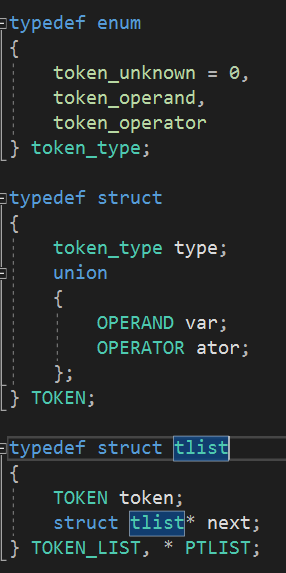 typedef enum
{
    token_unknown = 0,
    token_operand,
    token_operator
} token_type;
typedef struct
{
    token_type type;
    union
    {
        OPERAND var;
        OPERATOR ator;
    };
} TOKEN;
typedef struct tlist
{
    TOKEN token;
    struct tlist* next;
} TOKEN_LIST, * PTLIST;